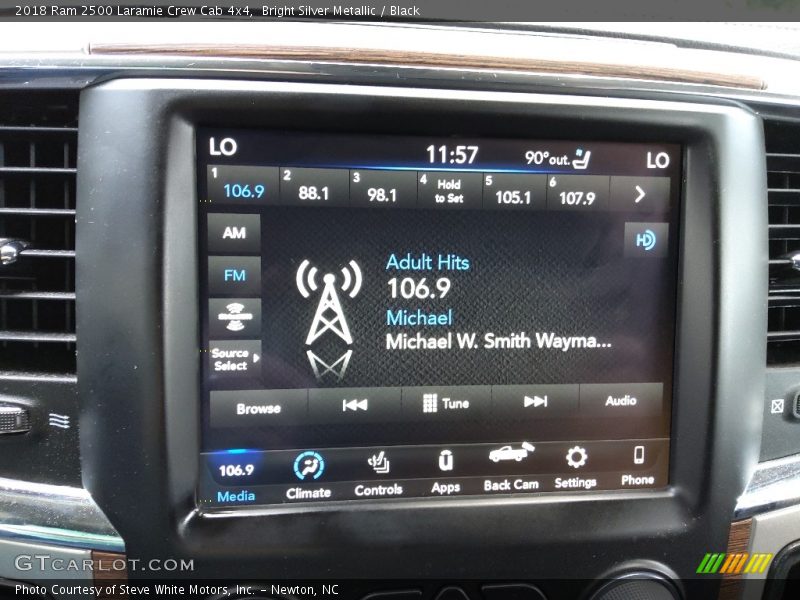 2018 Ram 2500 Laramie Crew Cab 4x4,  Bright Silver Metallic / Black
LO 11:57 90°out. LO
1 106.9 2 88.1 3 98.1 4 Hold to Set 5 105.1 6 107.9
AM
HD
FM
Adult Hits
106.9
Michael
Michael W. Smith Wayma...
Source Select
Browse Tune Audio
106.9
Media Climate Controls Apps Back Cam Settings Phone
GTCARLOT.COM
Photo Courtesy of Steve White Motors, Inc. – Newton, NC